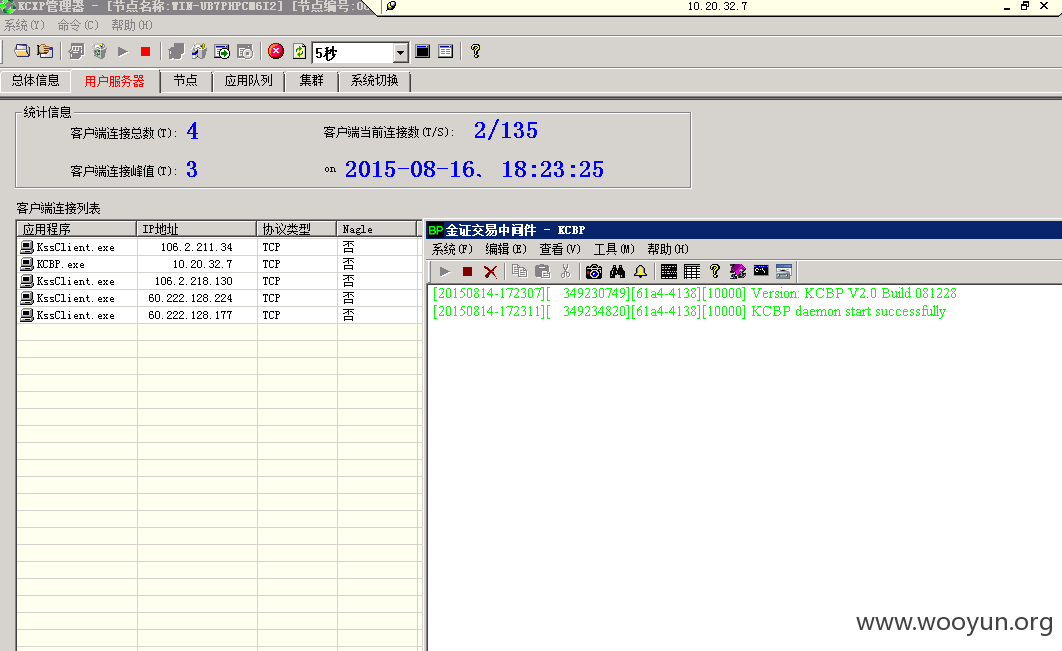 KCXP管理器 - [节点名称:WIN-UB7PHPCW6I2] [节点编号:00
10.20.32.7
系统(Y) 命令(C) 帮助(H)
5秒
总体信息 用户服务器 节点 应用队列 集群 系统切换
统计信息
客户端连接总数(T): 4 客户端当前连接数(T/S): 2/135
客户端连接峰值(T): 3 on 2015-08-16、18:23:25
客户端连接列表
应用程序 IP地址 协议类型 Nagle
KssClient.exe 106.2.211.34 TCP 否
KCBP.exe 10.20.32.7 TCP 否
KssClient.exe 106.2.218.130 TCP 否
KssClient.exe 60.222.128.224 TCP 否
KssClient.exe 60.222.128.177 TCP 否
BP 金证交易中间件 - KCBP
系统(F) 编辑(E) 查看(V) 工具(M) 帮助(H)
[20150814-172307][ 349230749][61a4-4138][10000] Version: KCBP V2.0 Build 081228
[20150814-172311][ 349234820][61a4-4138][10000] KCBP daemon start successfully
www.wooyun.org